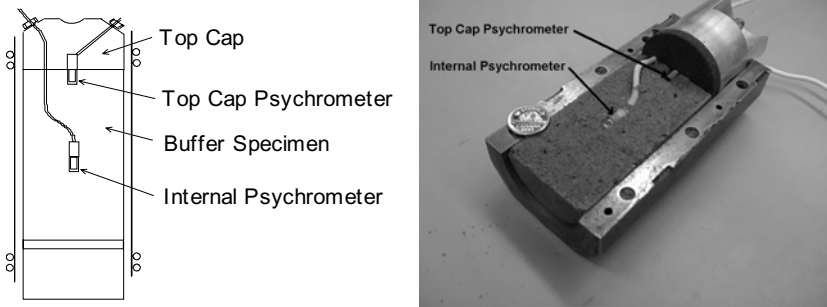 Top Cap
Top Cap Psychrometer
Buffer Specimen
Internal Psychrometer
Top Cap Psychrometer
Internal Psychrometer